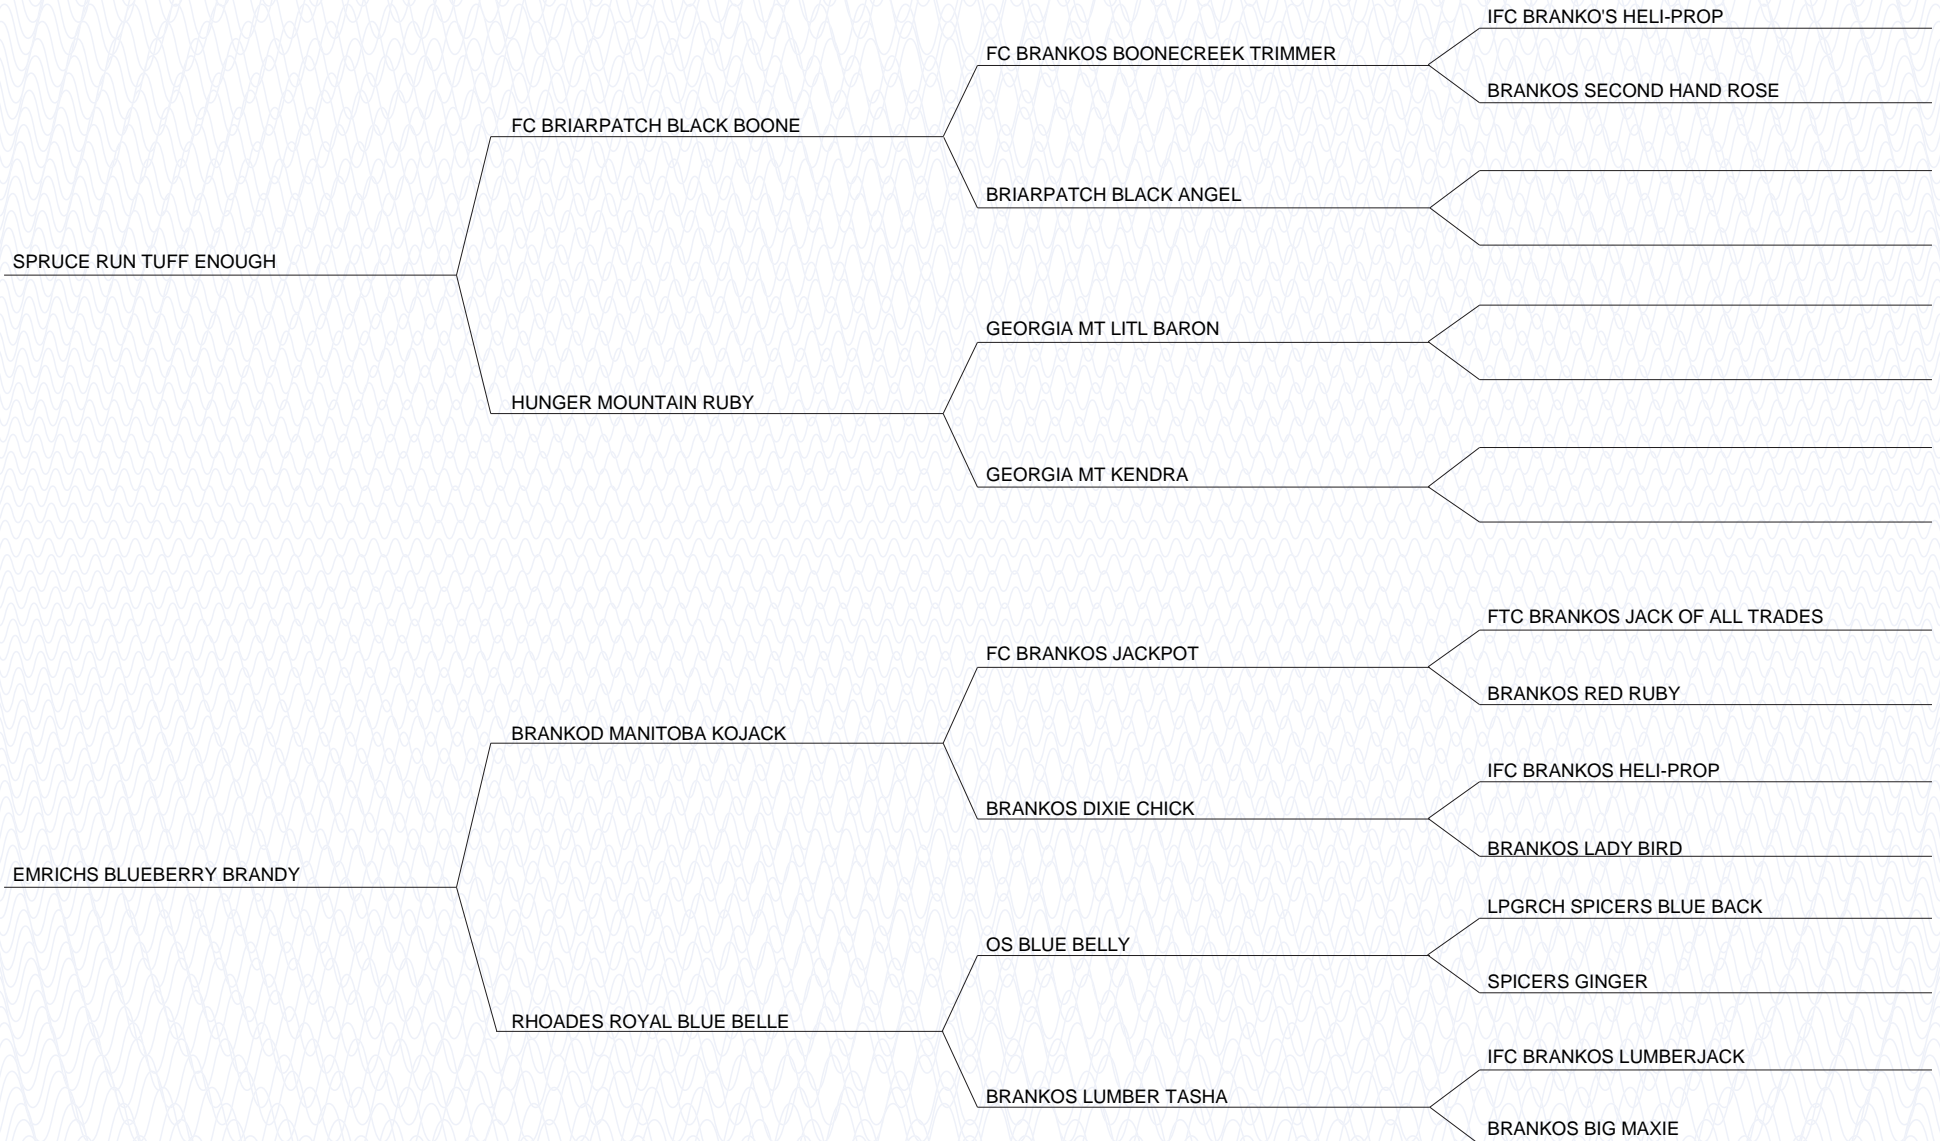 IFC BRANKO'S HELI-PROP
FC BRANKOS BOONECREEK TRIMMER
BRANKOS SECOND HAND ROSE
FC BRIARPATCH BLACK BOONE
BRIARPATCH BLACK ANGEL
SPRUCE RUN TUFF ENOUGH
GEORGIA MT LITL BARON
HUNGER MOUNTAIN RUBY
GEORGIA MT KENDRA
FTC BRANKOS JACK OF ALL TRADES
FC BRANKOS JACKPOT
BRANKOS RED RUBY
BRANKOD MANITOBA KOJACK
IFC BRANKOS HELI-PROP
BRANKOS DIXIE CHICK
BRANKOS LADY BIRD
EMRICHS BLUEBERRY BRANDY
LPGRCH SPICERS BLUE BACK
OS BLUE BELLY
SPICERS GINGER
RHOADES ROYAL BLUE BELLE
IFC BRANKOS LUMBERJACK
BRANKOS LUMBER TASHA
BRANKOS BIG MAXIE